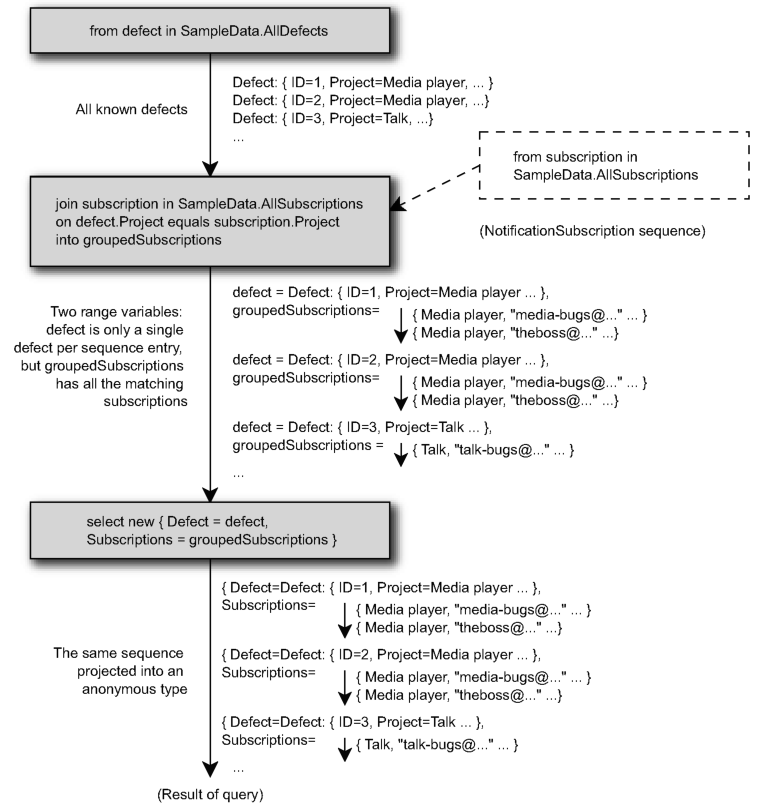 from defect in SampleData.AllDefects
All known defects
Defect: { ID=1, Project=Media player, ... }
Defect: { ID=2, Project=Media player, ...}
Defect: { ID=3, Project=Talk, ...}
...
from subscription in
SampleData.AllSubscriptions
(NotificationSubscription sequence)
join subscription in SampleData.AllSubscriptions
on defect.Project equals subscription.Project
into groupedSubscriptions
Two range variables:
defect is only a single
defect per sequence entry,
but groupedSubscriptions
has all the matching
subscriptions
defect = Defect: { ID=1, Project=Media player ... },
groupedSubscriptions=
{ Media player, "media-bugs@..." ... }
{ Media player, "theboss@..." ...}
defect = Defect: { ID=2, Project=Media player ... },
groupedSubscriptions=
{ Media player, "media-bugs@..." ... }
{ Media player, "theboss@..." ...}
defect = Defect: { ID=3, Project=Talk ... },
groupedSubscriptions =
{ Talk, "talk-bugs@..." ... }
...
select new { Defect = defect,
Subscriptions = groupedSubscriptions }
The same sequence
projected into an
anonymous type
{ Defect=Defect: { ID=1, Project=Media player ... },
Subscriptions=
{ Media player, "media-bugs@..." ... }
{ Media player, "theboss@..." ...}
{ Defect=Defect: { ID=2, Project=Media player ... },
Subscriptions=
{ Media player, "media-bugs@..." ... }
{ Media player, "theboss@..." ...}
{ Defect=Defect: { ID=3, Project=Talk ... },
Subscriptions=
{ Talk, "talk-bugs@..." ... }
...
(Result of query)